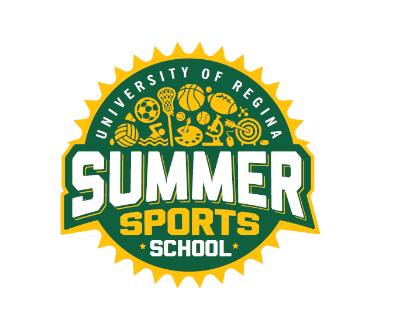 UNIVERSITY OF REGINA
SUMMER
SPORTS
SCHOOL